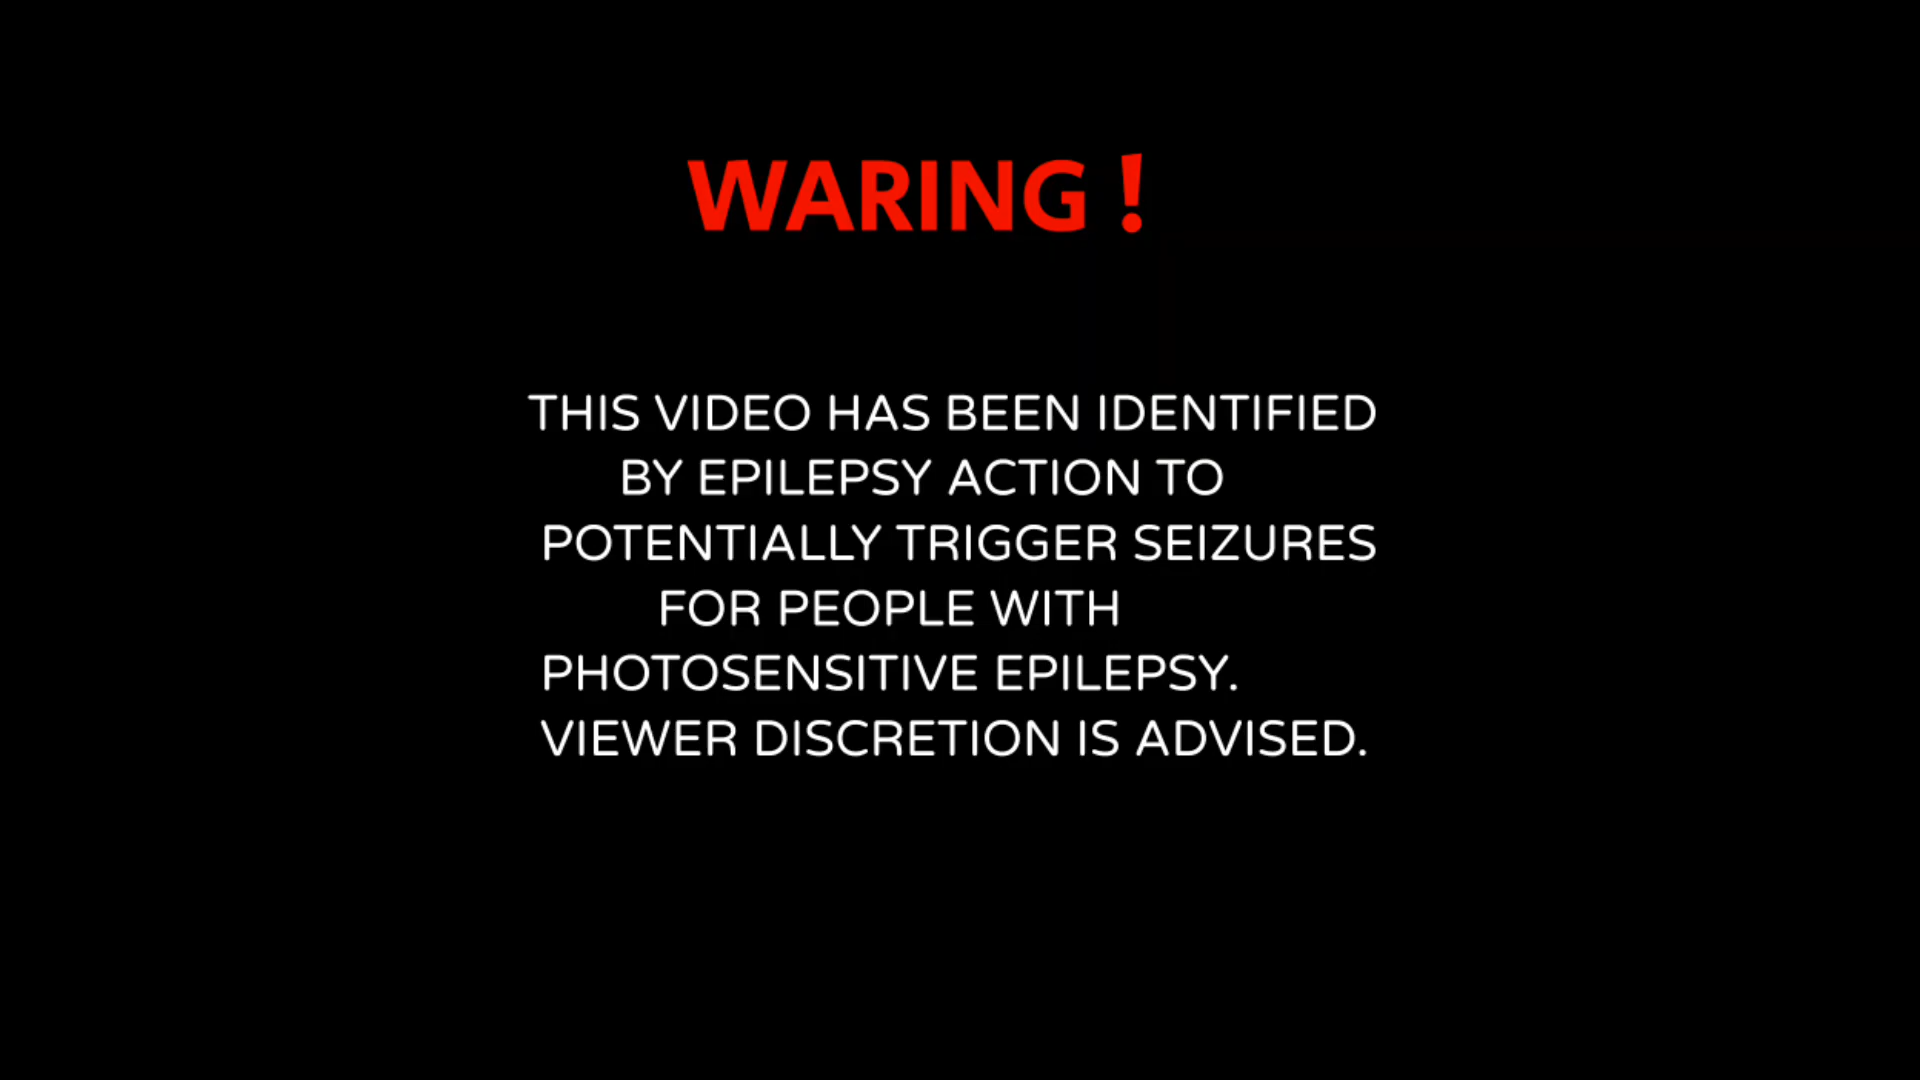 WARING !
THIS VIDEO HAS BEEN IDENTIFIED
BY EPILEPSY ACTION TO
POTENTIALLY TRIGGER SEIZURES
FOR PEOPLE WITH
PHOTOSENSITIVE EPILEPSY.
VIEWER DISCRETION IS ADVISED.